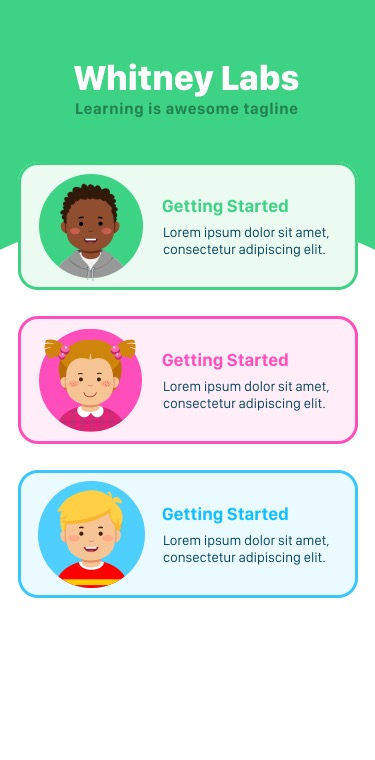 Whitney Labs
Learning is awesome tagline
Getting Started
Lorem ipsum dolor sit amet,
consectetur adipiscing elit.
Getting Started
Lorem ipsum dolor sit amet,
consectetur adipiscing elit.
Getting Started
Lorem ipsum dolor sit amet,
consectetur adipiscing elit.